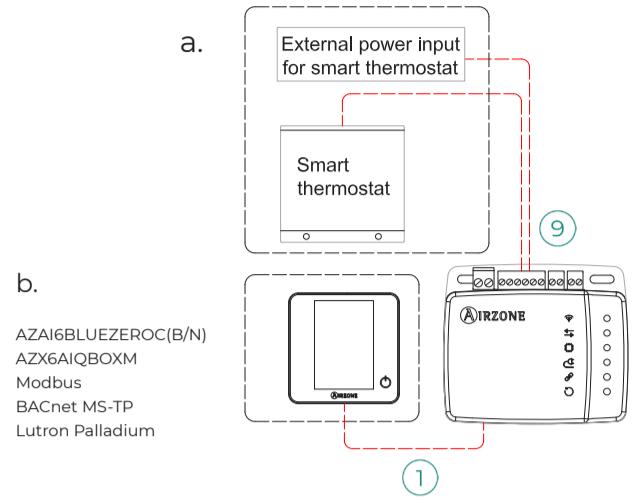 a.
External power input
for smart thermostat
Smart
thermostat
9
b.
AZAI6BLUEZEROC(B/N)
AZX6AIQBOXM
Modbus
BACnet MS-TP
Lutron Palladium
AIRZONE
AIRZONE
1